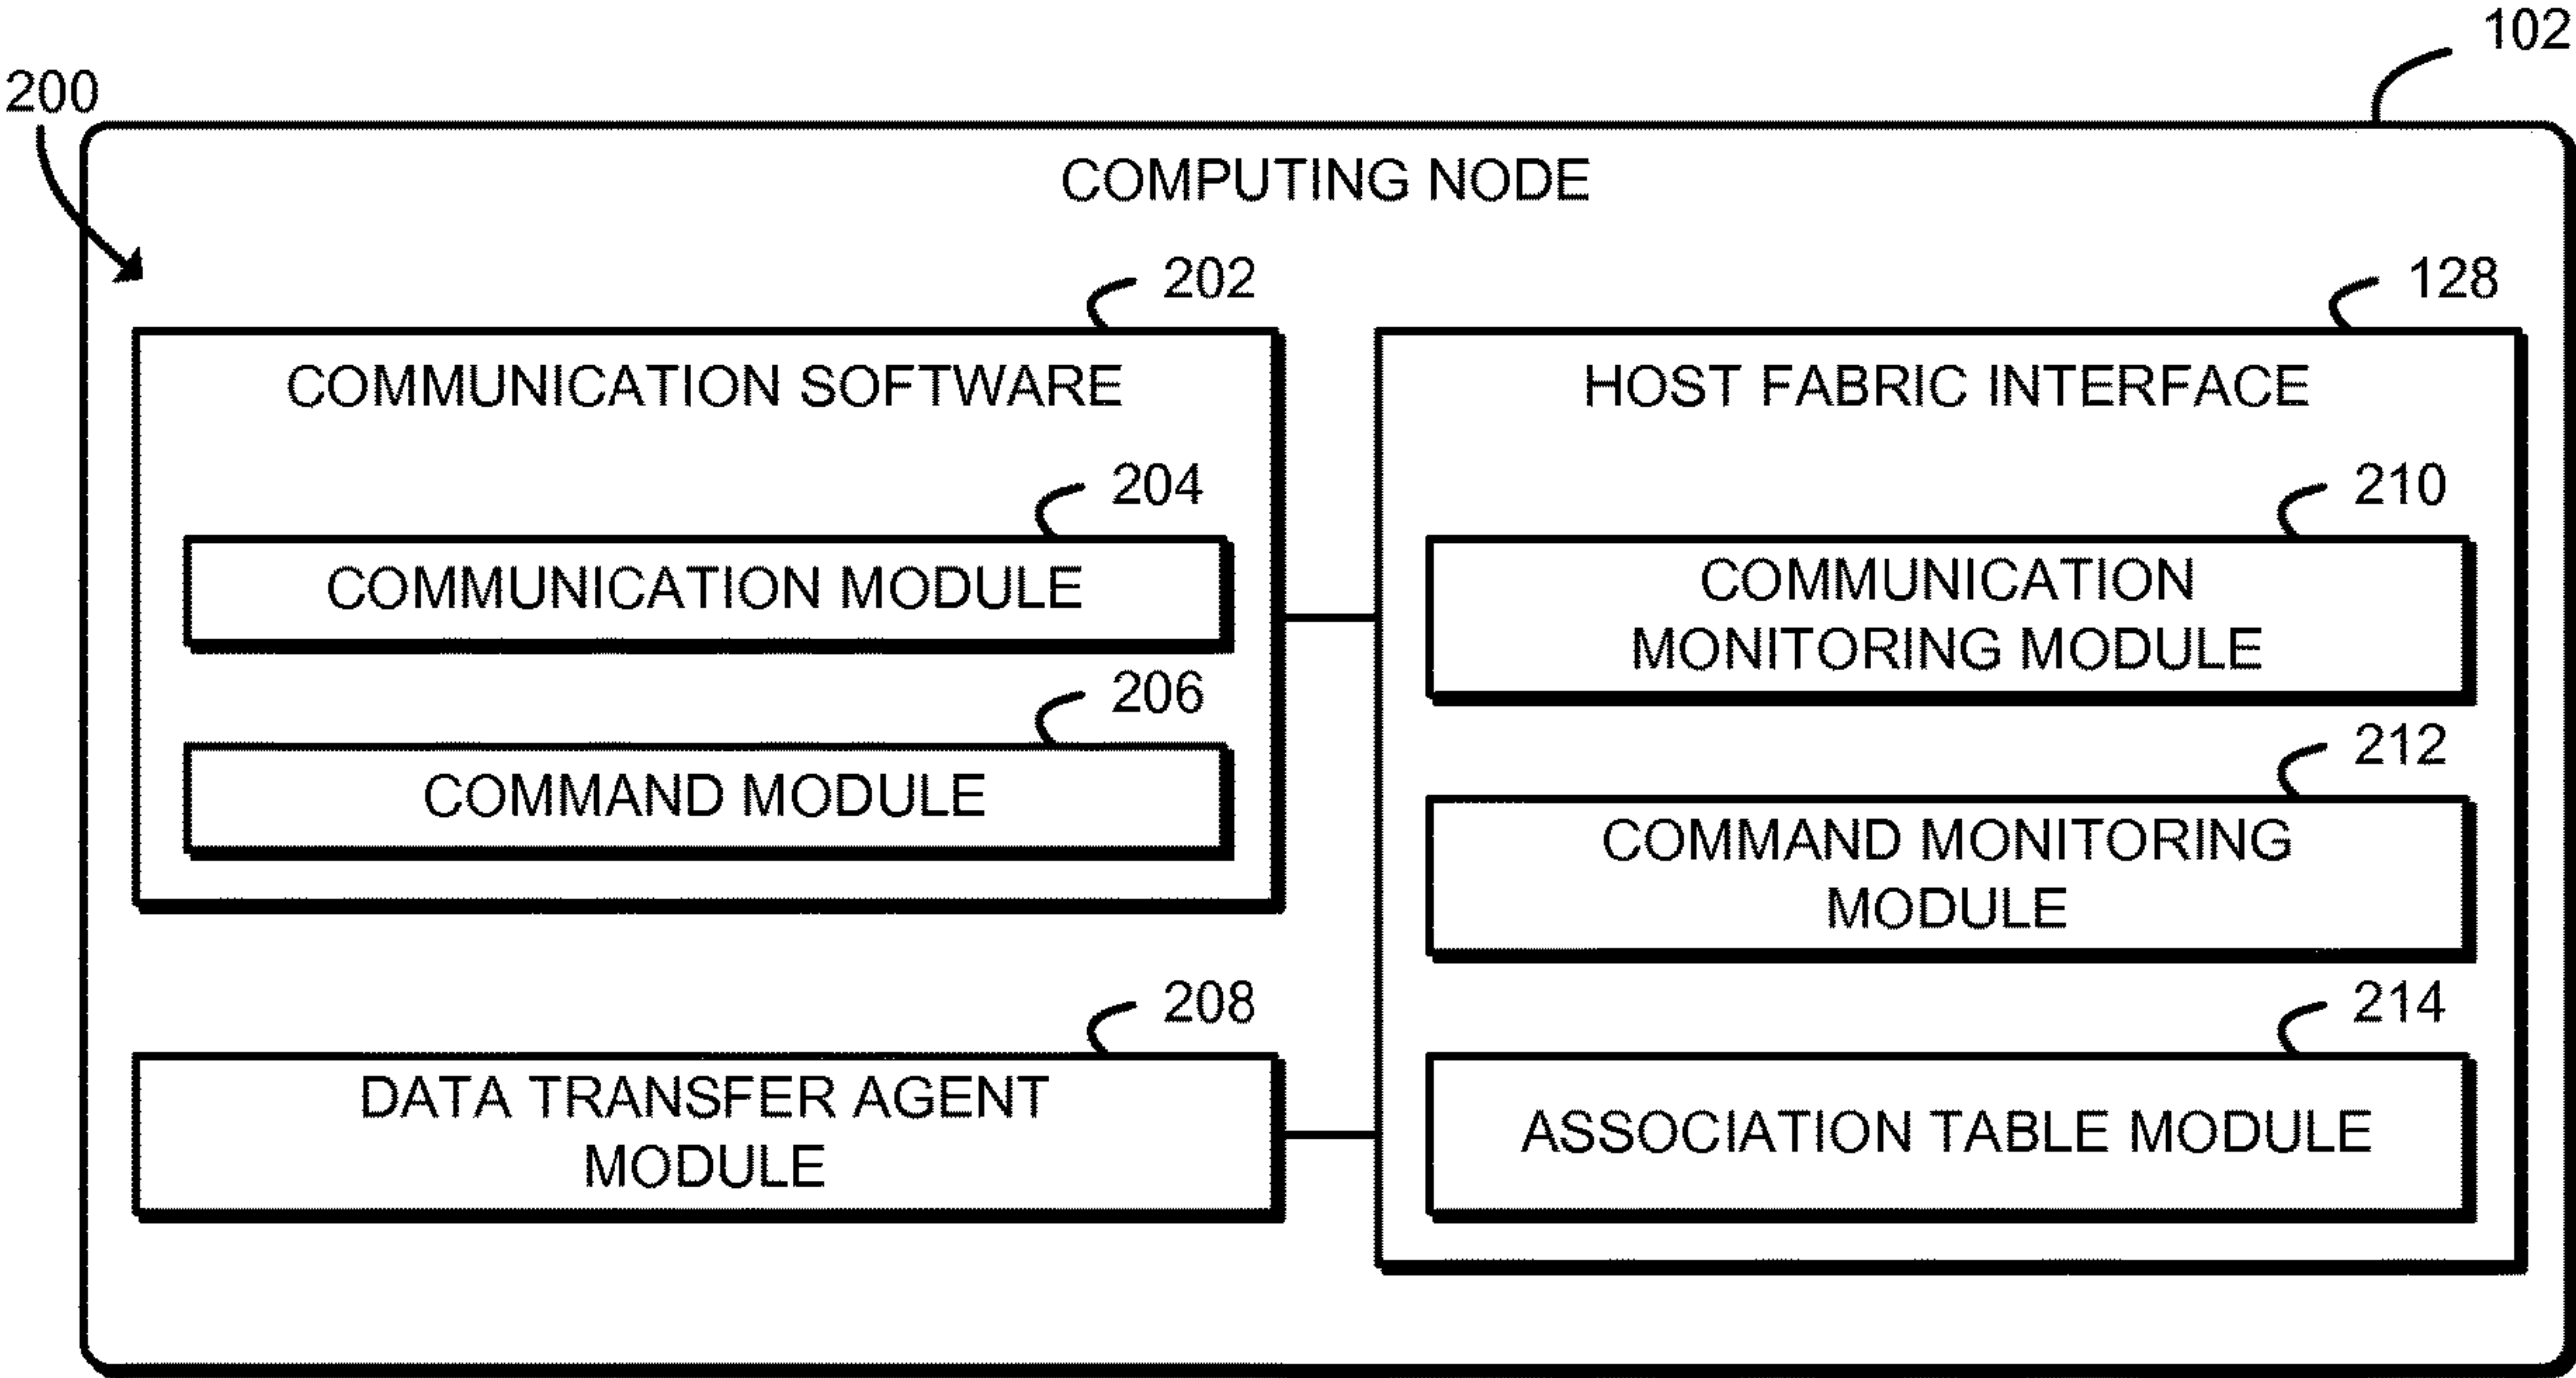 102
200
COMPUTING NODE
202
COMMUNICATION SOFTWARE
204
COMMUNICATION MODULE
206
COMMAND MODULE
208
DATA TRANSFER AGENT
MODULE
128
HOST FABRIC INTERFACE
210
COMMUNICATION
MONITORING MODULE
212
COMMAND MONITORING
MODULE
214
ASSOCIATION TABLE MODULE